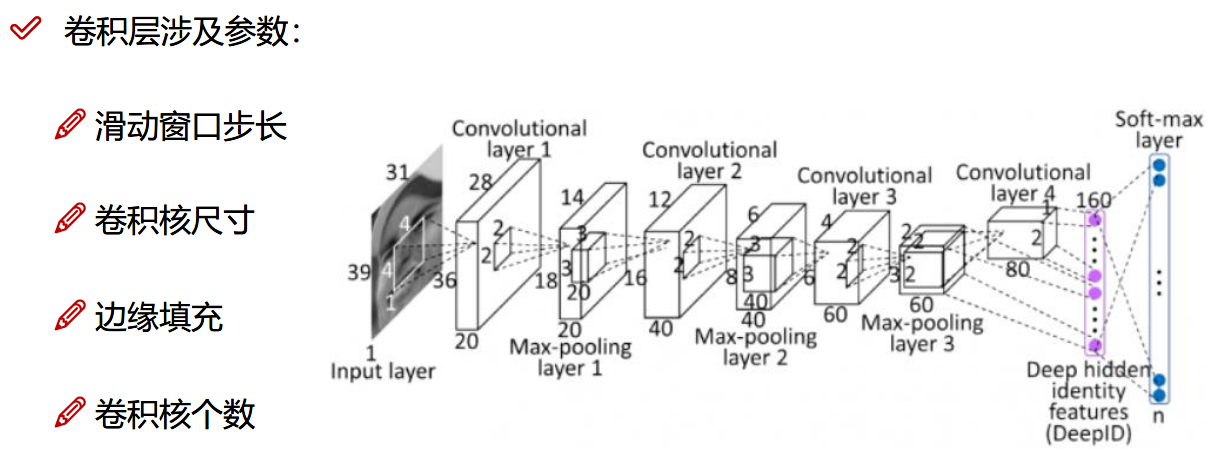 卷积层涉及参数：
滑动窗口步长
卷积核尺寸
边缘填充
卷积核个数
Convolutional
layer 1
Convolutional
layer 2
Convolutional
layer 3
Convolutional
layer 4
Soft-max
layer
31
39
4
4
1
1
Input layer
28
36
2
2
20
14
18
3
3
20
20
Max-pooling
layer 1
12
16
2
2
40
6
8
3
3
40
40
Max-pooling
layer 2
4
6
2
2
60
2
3
2
2
60
Max-pooling
layer 3
1
2
80
160
Deep hidden
identity
features
(DeepID)
n